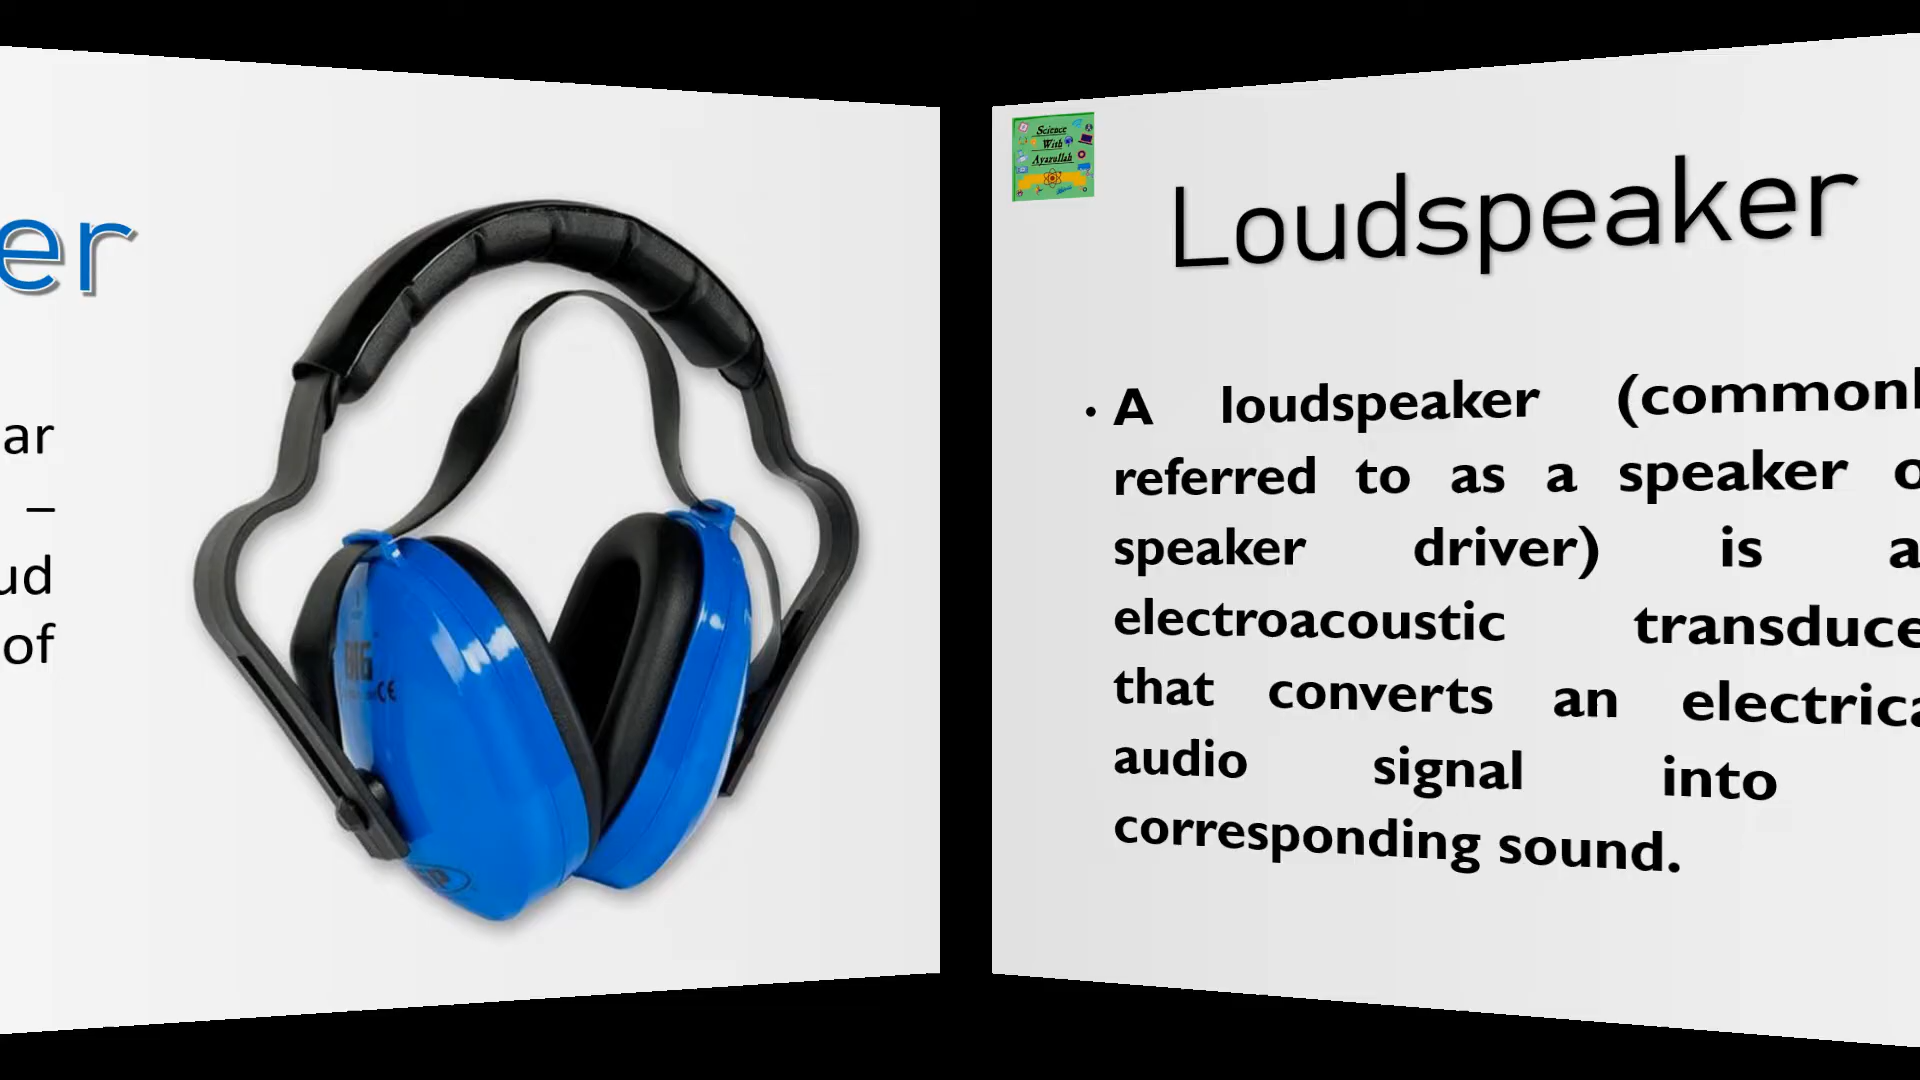 er
ar
–
ud
of
Science
With
Ayazullah
Loudspeaker
• A loudspeaker (commonl
referred to as a speaker o
speaker driver) is a
electroacoustic transduce
that converts an electrica
audio signal into
corresponding sound.